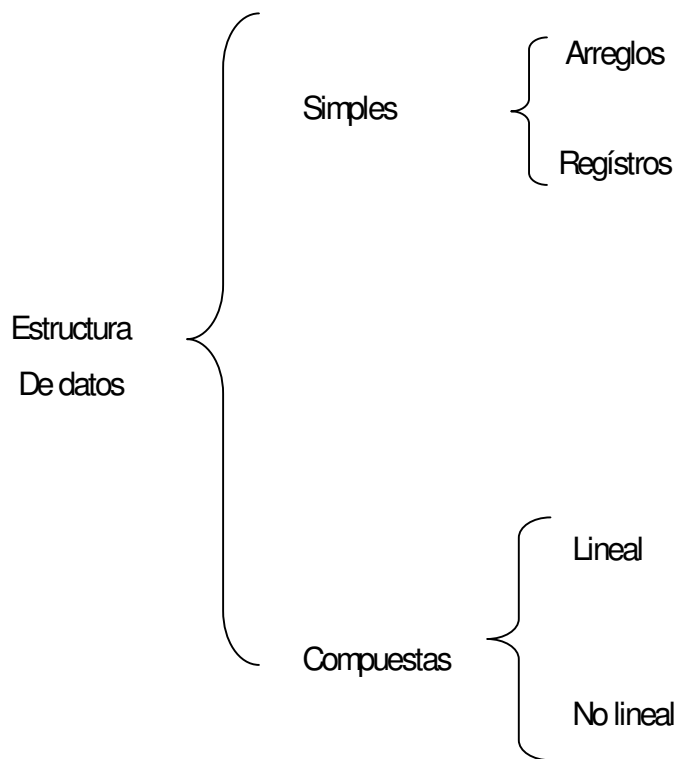 Arreglos
Simples
Regístros
Estructura
De datos
Lineal
Compuestas
No lineal